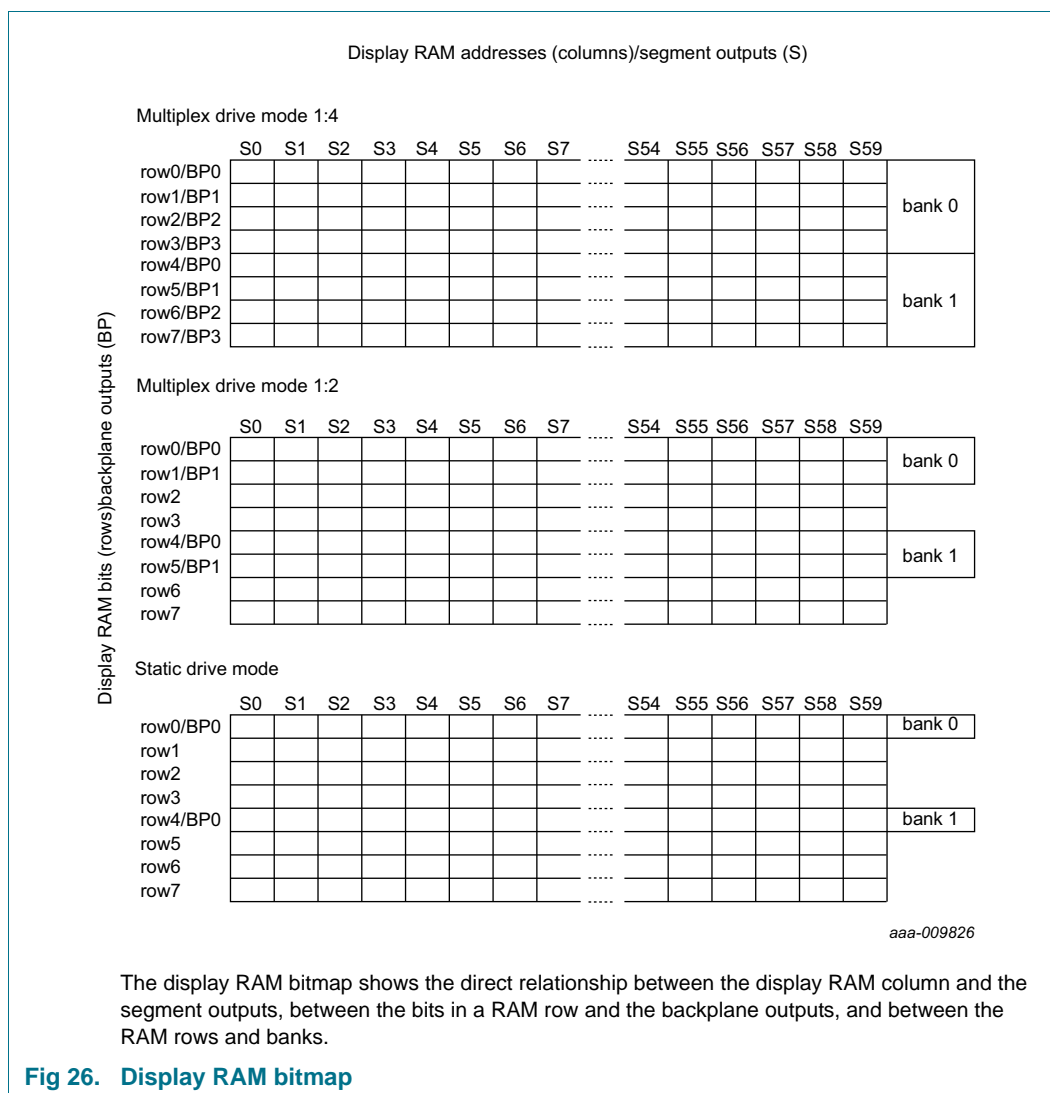 Display RAM addresses (columns)/segment outputs (S)
Display RAM bits (rows)backplane outputs (BP)
Multiplex drive mode 1:4
S0 S1 S2 S3 S4 S5 S6 S7 ..... S54 S55 S56 S57 S58 S59
row0/BP0
row1/BP1
row2/BP2
row3/BP3
bank 0
row4/BP0
row5/BP1
row6/BP2
row7/BP3
bank 1
Multiplex drive mode 1:2
S0 S1 S2 S3 S4 S5 S6 S7 ..... S54 S55 S56 S57 S58 S59
row0/BP0
row1/BP1
bank 0
row2
row3
row4/BP0
row5/BP1
bank 1
row6
row7
Static drive mode
S0 S1 S2 S3 S4 S5 S6 S7 ..... S54 S55 S56 S57 S58 S59
row0/BP0 bank 0
row1
row2
row3
row4/BP0 bank 1
row5
row6
row7
aaa-009826
The display RAM bitmap shows the direct relationship between the display RAM column and the
segment outputs, between the bits in a RAM row and the backplane outputs, and between the
RAM rows and banks.
Fig 26. Display RAM bitmap